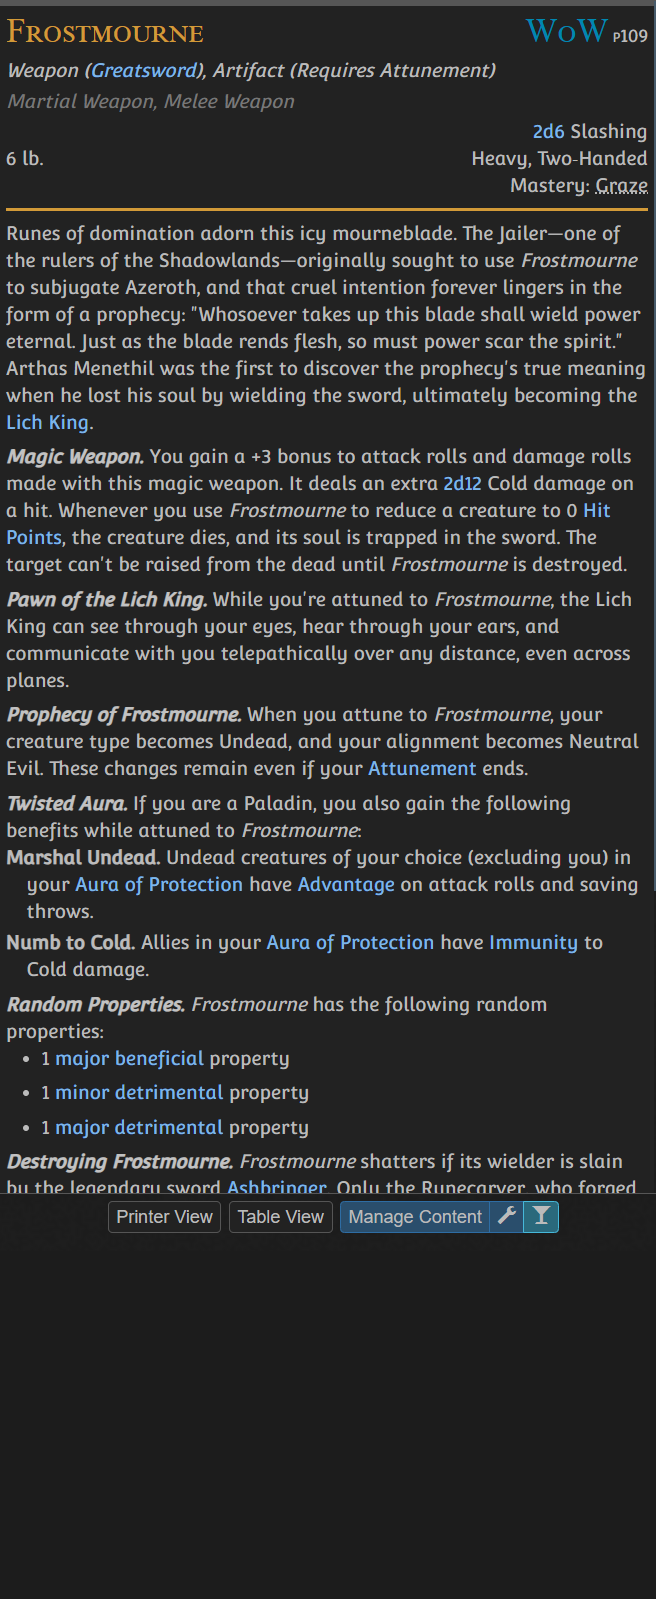 Frostmourne
WoW p109
Weapon (Greatsword), Artifact (Requires Attunement)
Martial Weapon, Melee Weapon
2d6 Slashing
6 lb.
Heavy, Two-Handed
Mastery: Graze
Runes of domination adorn this icy mourneblade. The Jailer—one of
the rulers of the Shadowlands—originally sought to use Frostmourne
to subjugate Azeroth, and that cruel intention forever lingers in the
form of a prophecy: "Whosoever takes up this blade shall wield power
eternal. Just as the blade rends flesh, so must power scar the spirit."
Arthas Menethil was the first to discover the prophecy's true meaning
when he lost his soul by wielding the sword, ultimately becoming the
Lich King.
Magic Weapon. You gain a +3 bonus to attack rolls and damage rolls
made with this magic weapon. It deals an extra 2d12 Cold damage on
a hit. Whenever you use Frostmourne to reduce a creature to 0 Hit
Points, the creature dies, and its soul is trapped in the sword. The
target can't be raised from the dead until Frostmourne is destroyed.
Pawn of the Lich King. While you're attuned to Frostmourne, the Lich
King can see through your eyes, hear through your ears, and
communicate with you telepathically over any distance, even across
planes.
Prophecy of Frostmourne. When you attune to Frostmourne, your
creature type becomes Undead, and your alignment becomes Neutral
Evil. These changes remain even if your Attunement ends.
Twisted Aura. If you are a Paladin, you also gain the following
benefits while attuned to Frostmourne:
Marshal Undead. Undead creatures of your choice (excluding you) in
your Aura of Protection have Advantage on attack rolls and saving
throws.
Numb to Cold. Allies in your Aura of Protection have Immunity to
Cold damage.
Random Properties. Frostmourne has the following random
properties:
• 1 major beneficial property
• 1 minor detrimental property
• 1 major detrimental property
Destroying Frostmourne. Frostmourne shatters if its wielder is slain
by the legendary sword Ashbringer. Only the Runecarver, who forged
Printer View
Table View
Manage Content